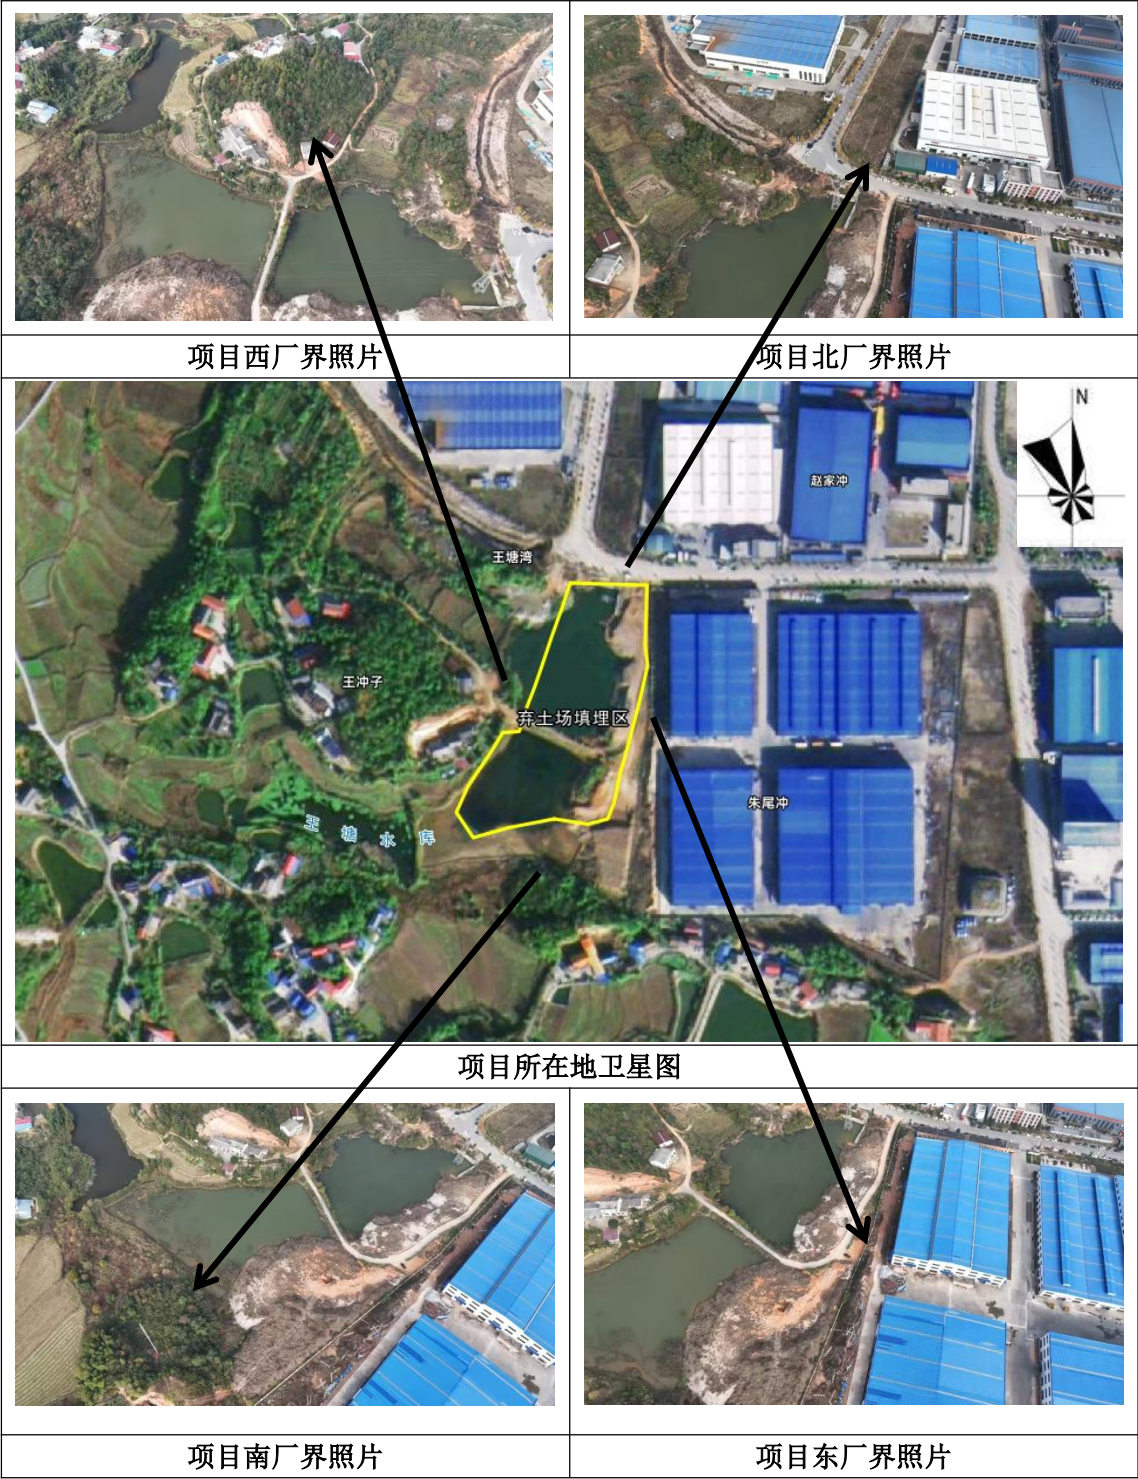 项目西厂界照片
项目北厂界照片
N
赵家冲
王塘湾
王冲子
弃土场填埋区
朱尾冲
王塘水库
项目所在地卫星图
项目南厂界照片
项目东厂界照片